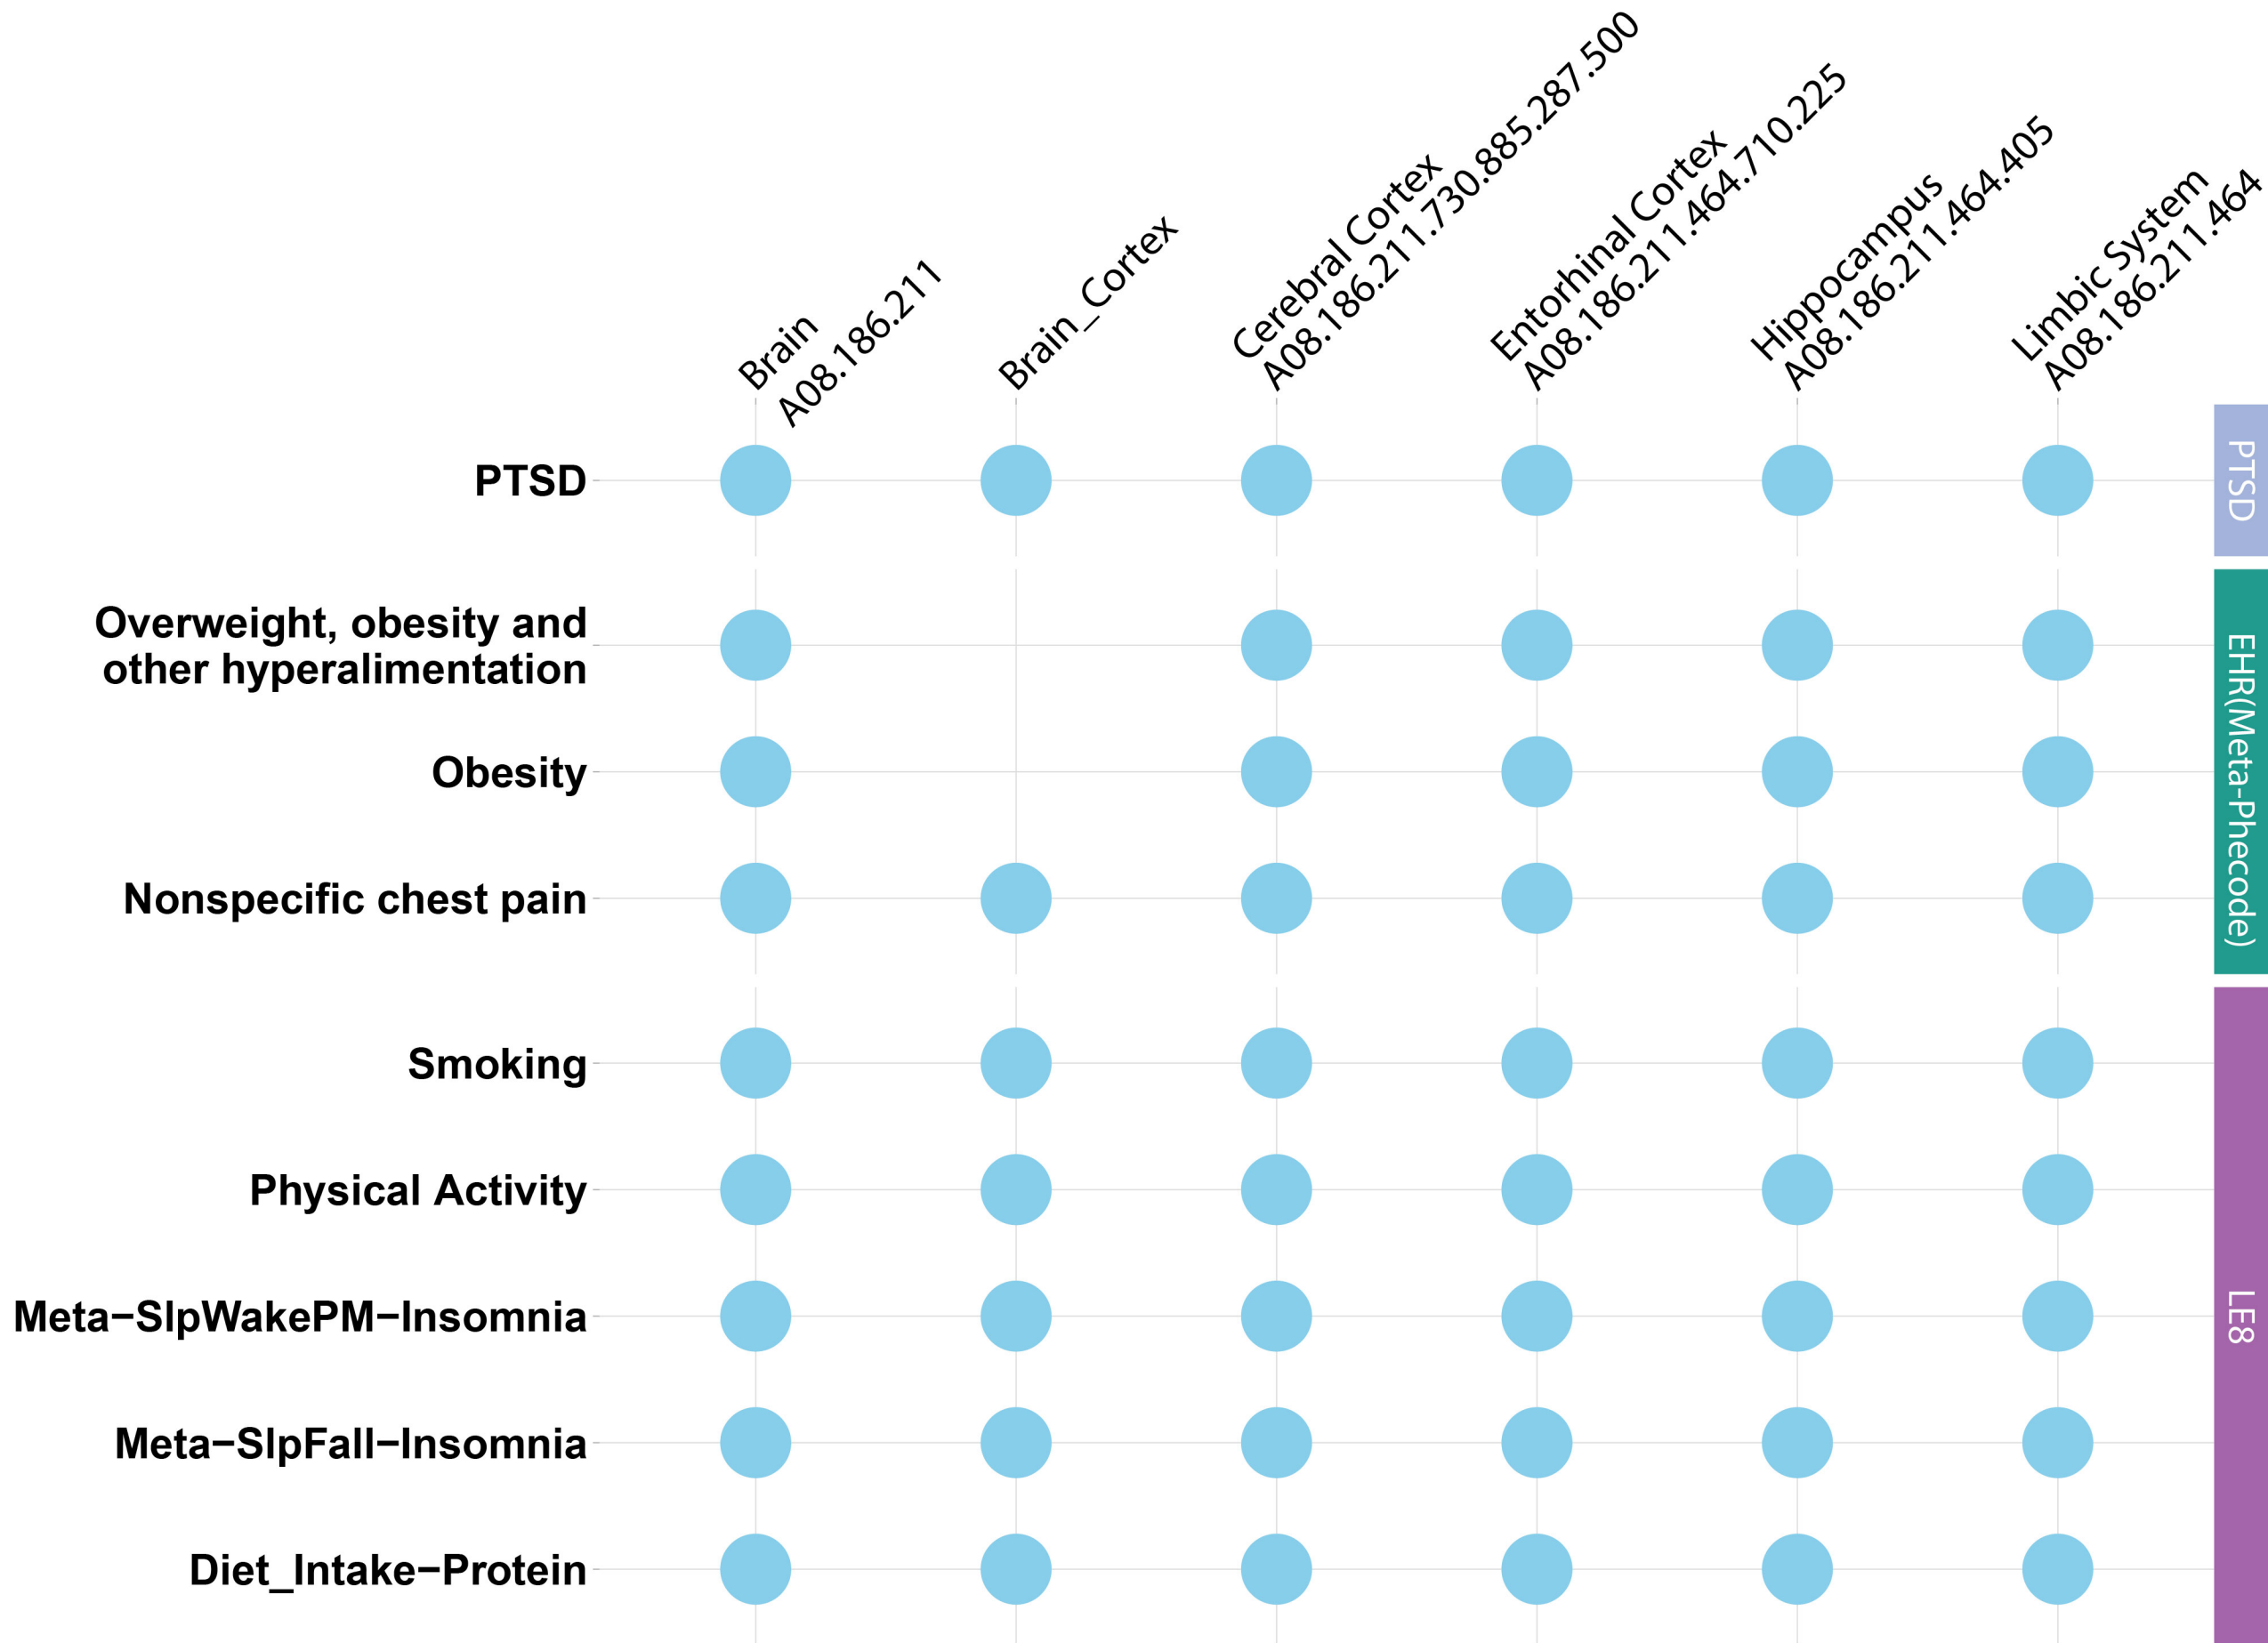 Brain
A08.186.211
Brain_Cortex
Cerebral Cortex
A08.186.211.730.885.287.500
Entorhinal Cortex
A08.186.211.464.710.225
Hippocampus
A08.186.211.464.405
Limbic System
A08.186.211.464
PTSD
PTSD
Overweight, obesity and
other hyperalimentation
Obesity
Nonspecific chest pain
EHR(Meta-Phecode)
Smoking
Physical Activity
Meta−SlpWakePM−Insomnia
Meta−SlpFall−Insomnia
Diet_Intake−Protein
LE8